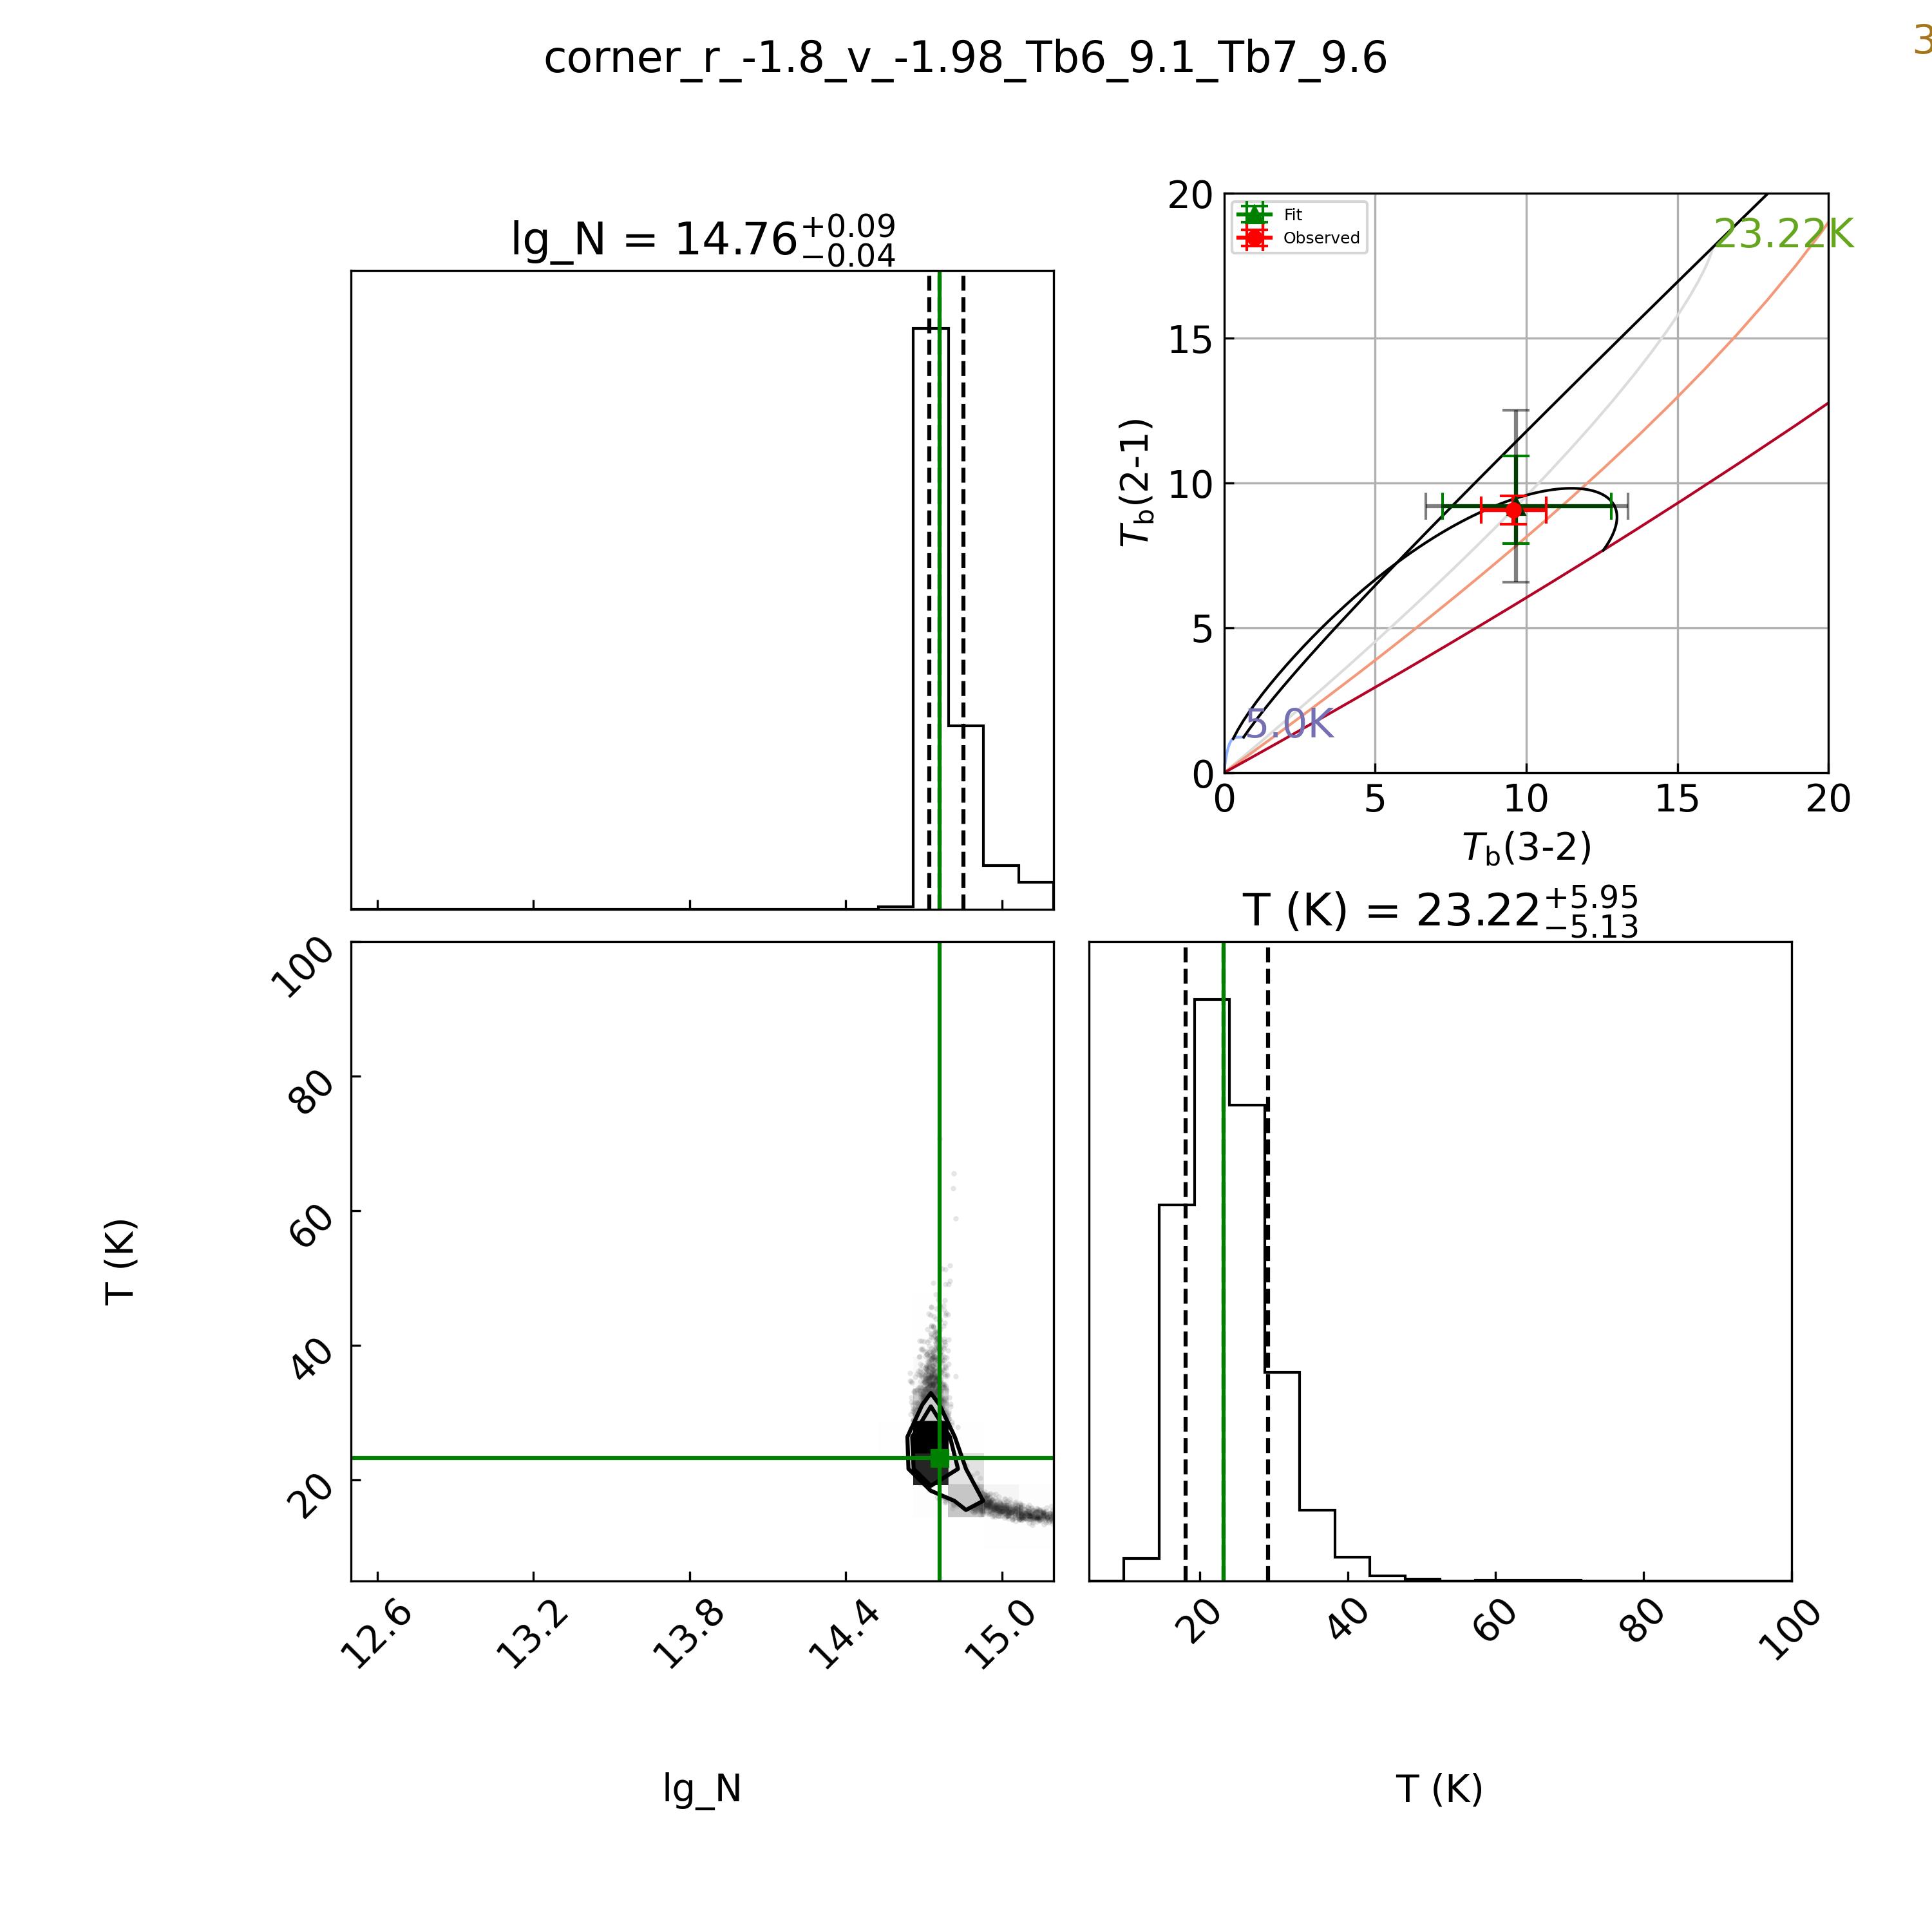 corner_r_-1.8_v_-1.98_Tb6_9.1_Tb7_9.6
3
lg_N = 14.76 +0.09 −0.04
20
15
10
5
0
T_b(2-1)
Fit
Observed
23.22K
5.0K
0 5 10 15 20
T_b(3-2)
T (K) = 23.22 +5.95 −5.13
100
80
60
40
20
T (K)
12.6 13.2 13.8 14.4 15.0
20 40 60 80 100
lg_N
T (K)